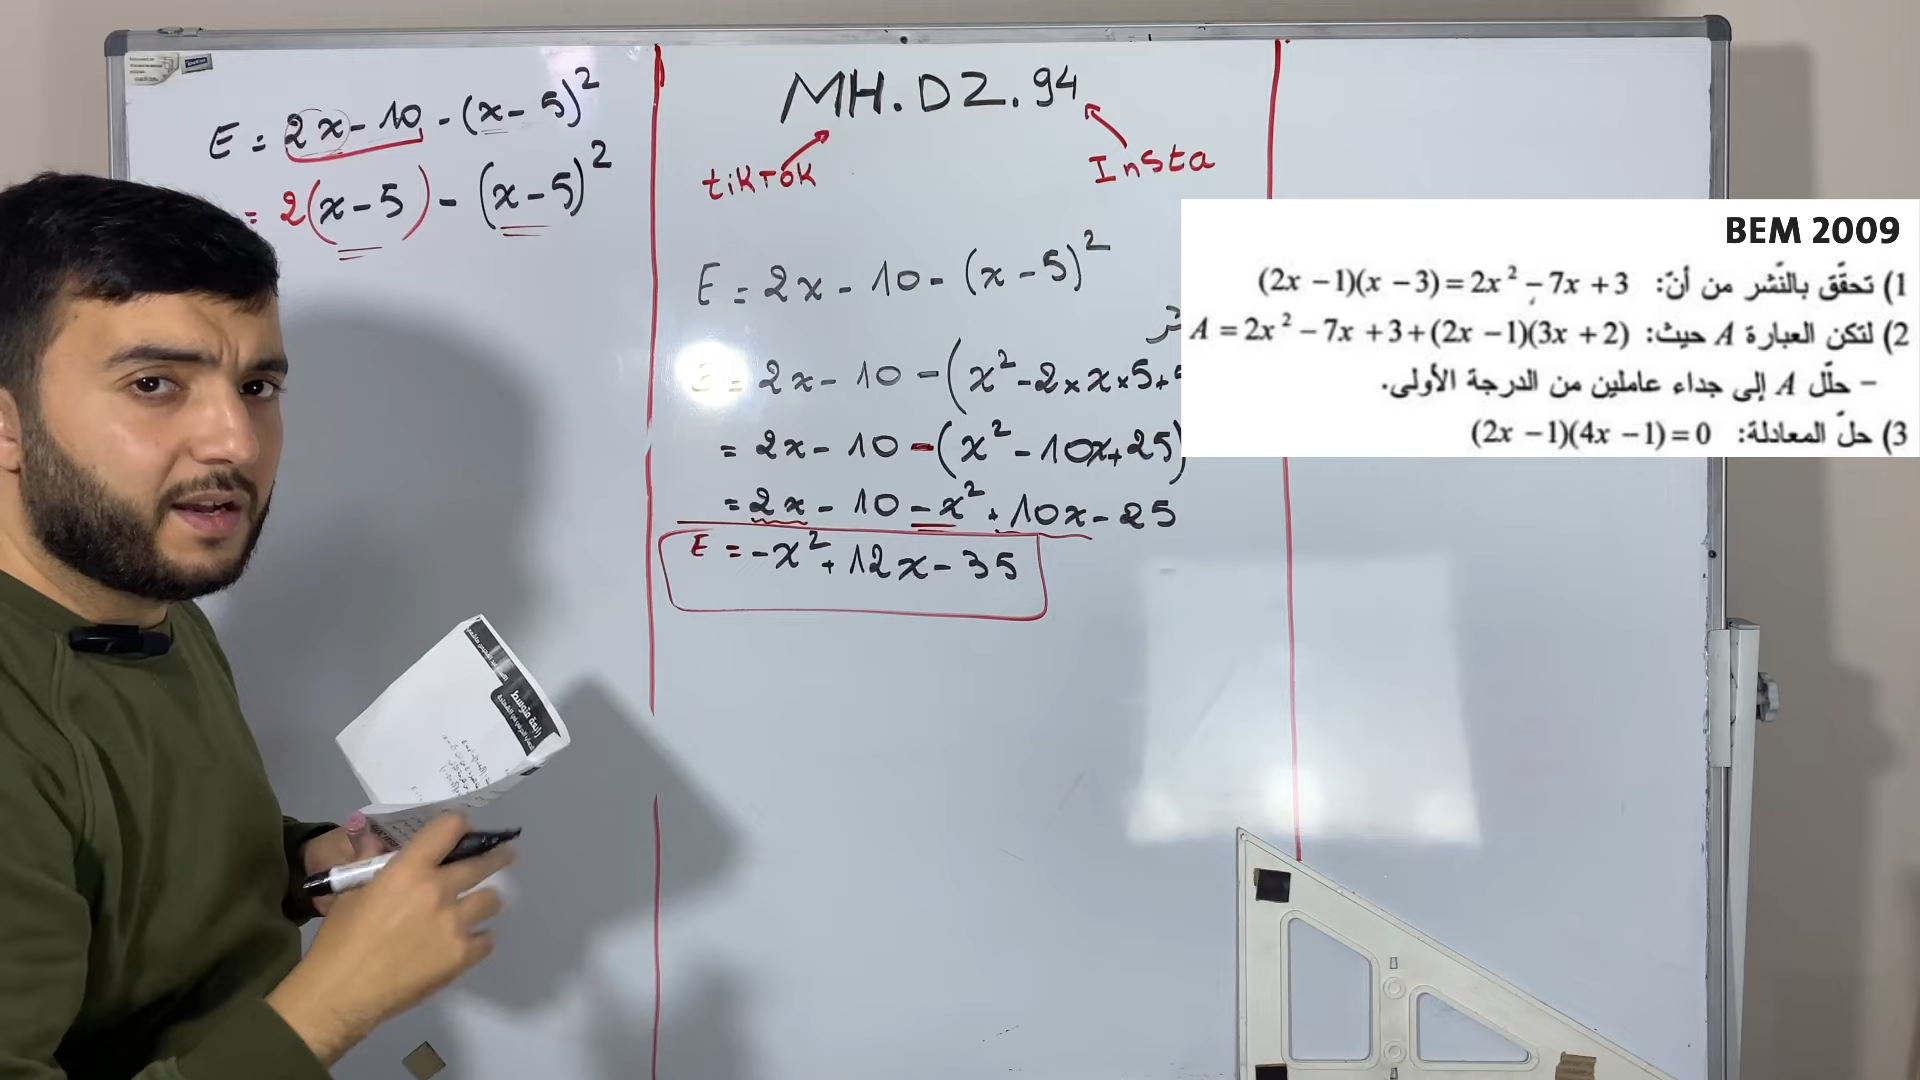 E = 2x - 10 - (x - 5)²
= 2(x - 5) - (x - 5)²
MH.DZ.94
tikTok
Insta
E = 2x - 10 - (x - 5)²
= 2x - 10 - (x² - 2 × x × 5 +
= 2x - 10 - (x² - 10x + 25)
= 2x - 10 - x² + 10x - 25
E = -x² + 12x - 35
BEM 2009
1) تحقّق بالنّشر من أنّ: (2x − 1)(x − 3) = 2x² − 7x + 3
2) لتكن العبارة A حيث: A = 2x² − 7x + 3 + (2x − 1)(3x + 2)
− حلّل A إلى جداء عاملين من الدرجة الأولى.
3) حلّ المعادلة: (2x − 1)(4x − 1) = 0
رابعة متوسط